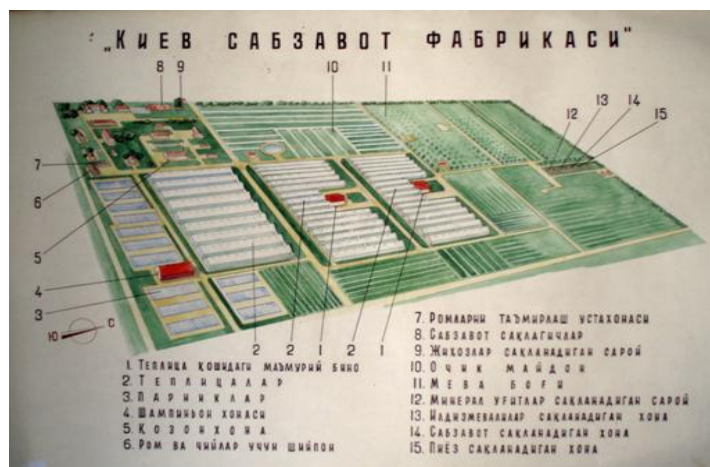 „Киев сабзавот фабрикаси"
8 9 10 11
12 13 14 15
7
6
5
4
3
2 2 1 2 1
Ю С
1. Теплица қошидаги маъмурий бино
2. Теплицалар
3. Парниклар
4. Шампиньон хонаси
5. Қозонхона
6. Ром ва чийлар учун шийпон
7. Ромларни таъмирлаш устахонаси
8. Сабзавот сақлагичлар
9. Жиҳозлар сақланадиган сарой
10. Очиқ майдон
11. Мева боғи
12. Минерал ўғитлар сақланадиган сарой
13. Илдизмевалилар сақланадиган хона
14. Сабзавот сақланадиган хона
15. Пиёз сақланадиган хона